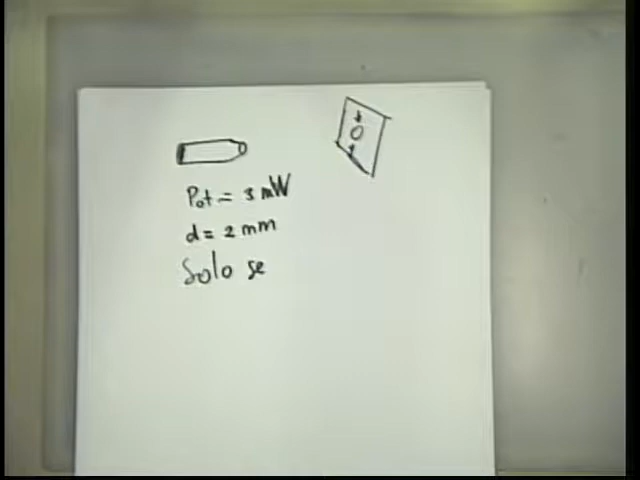 Pot = 3 mW
d = 2 mm
Solo se